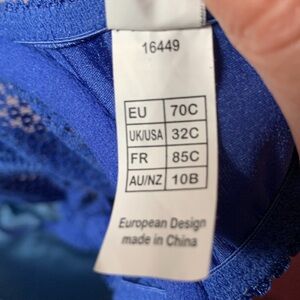 16449
EU 70C
UK/USA 32C
FR 85C
AU/NZ 10B
European Design
made in China